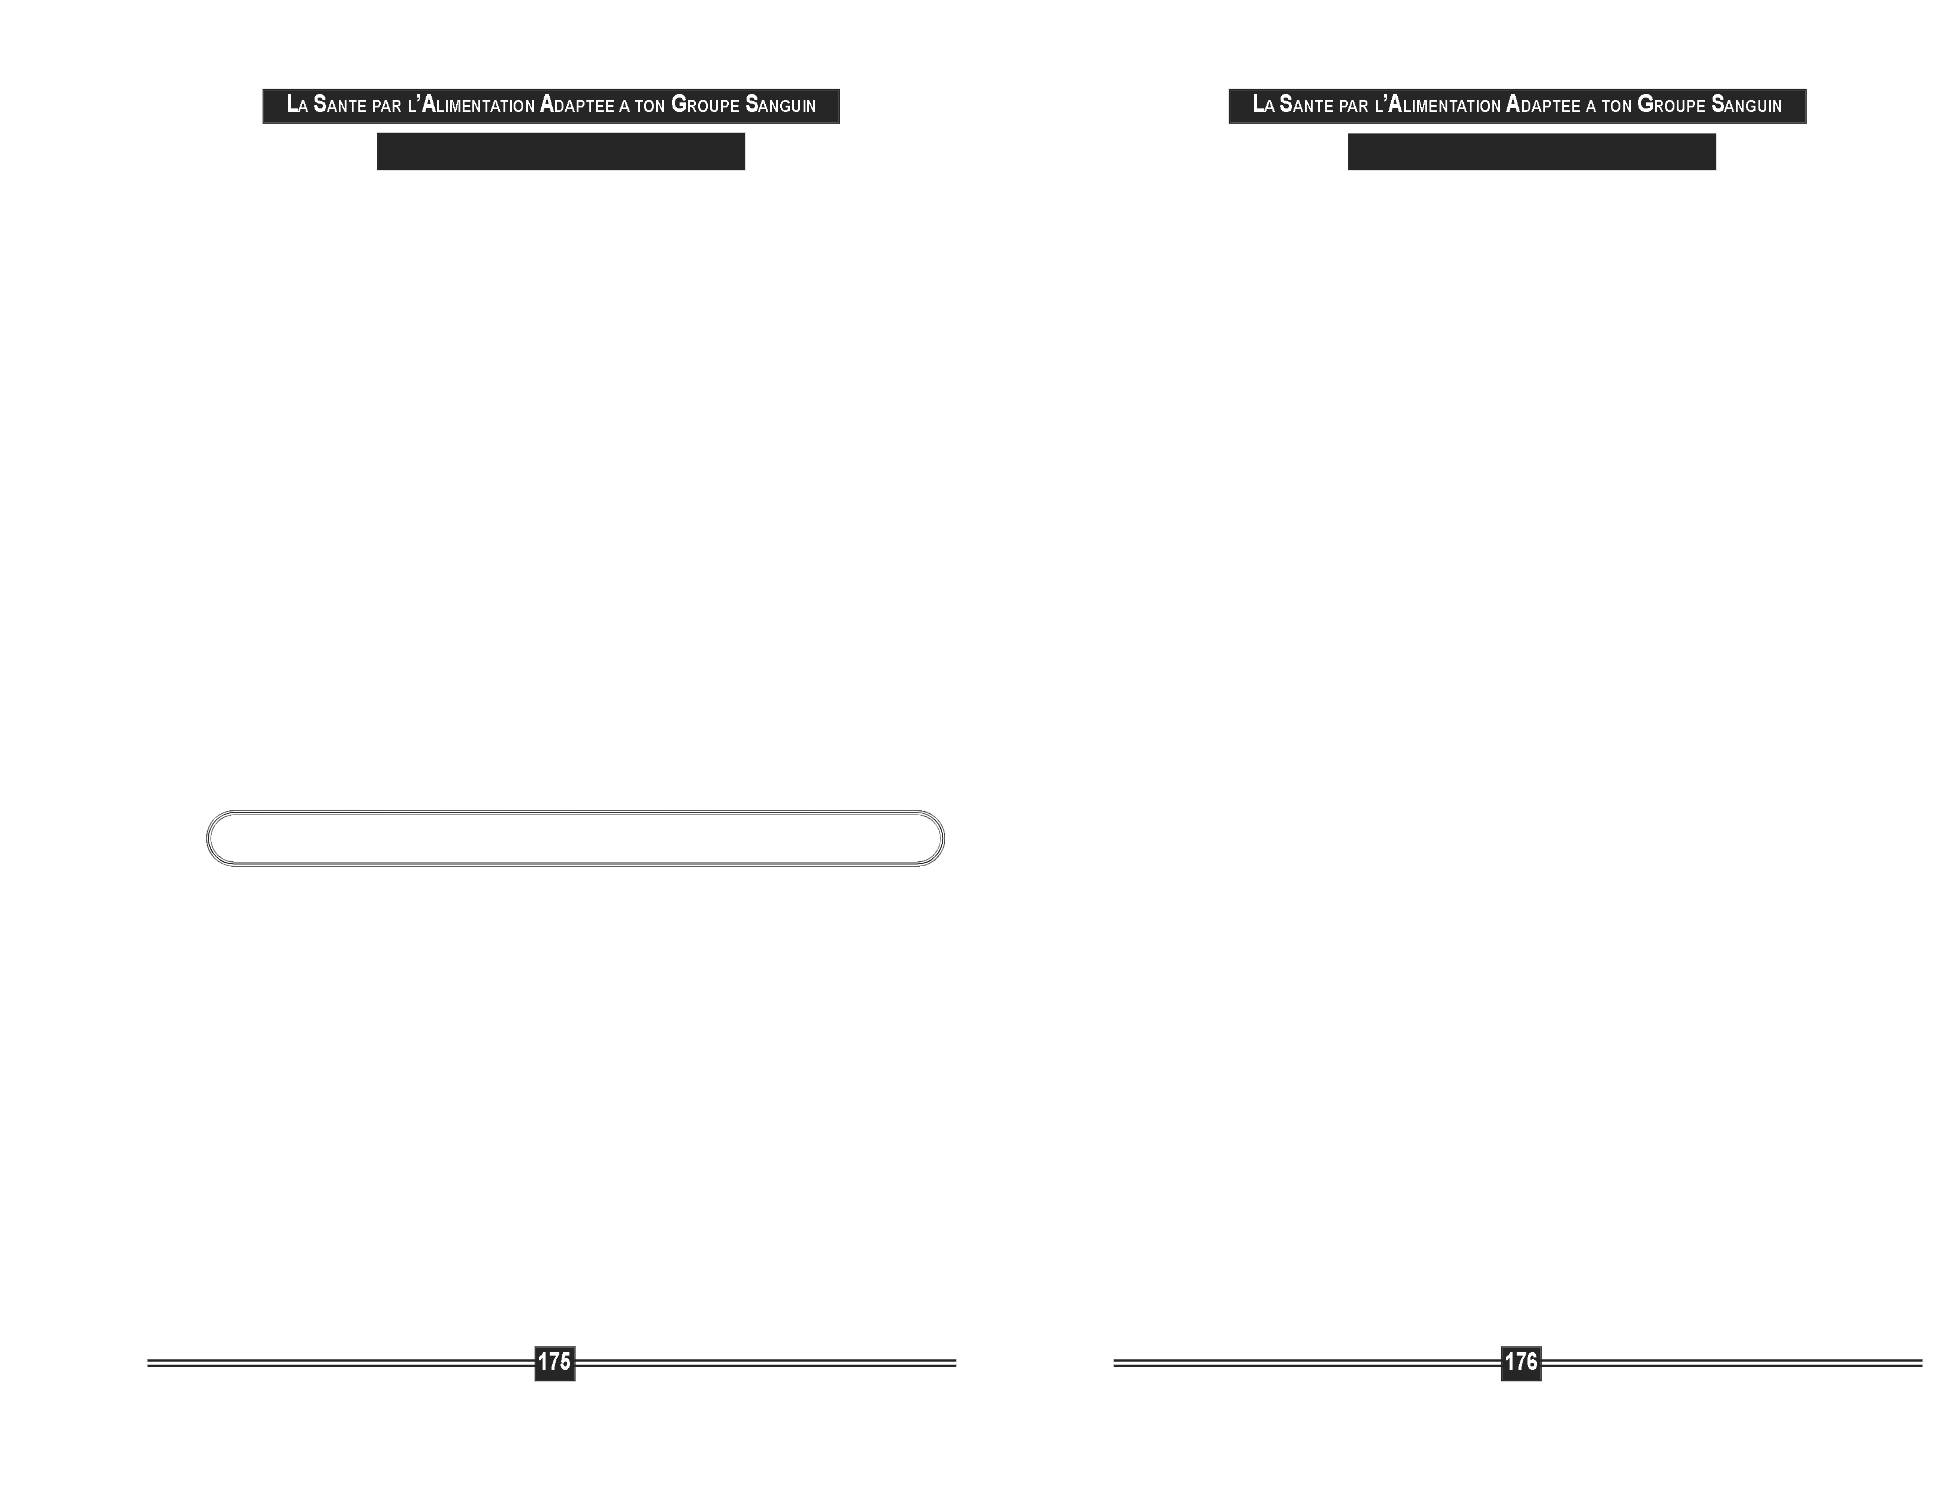 LA SANTE PAR L’ALIMENTATION ADAPTEE A TON GROUPE SANGUIN
175
LA SANTE PAR L’ALIMENTATION ADAPTEE A TON GROUPE SANGUIN
176